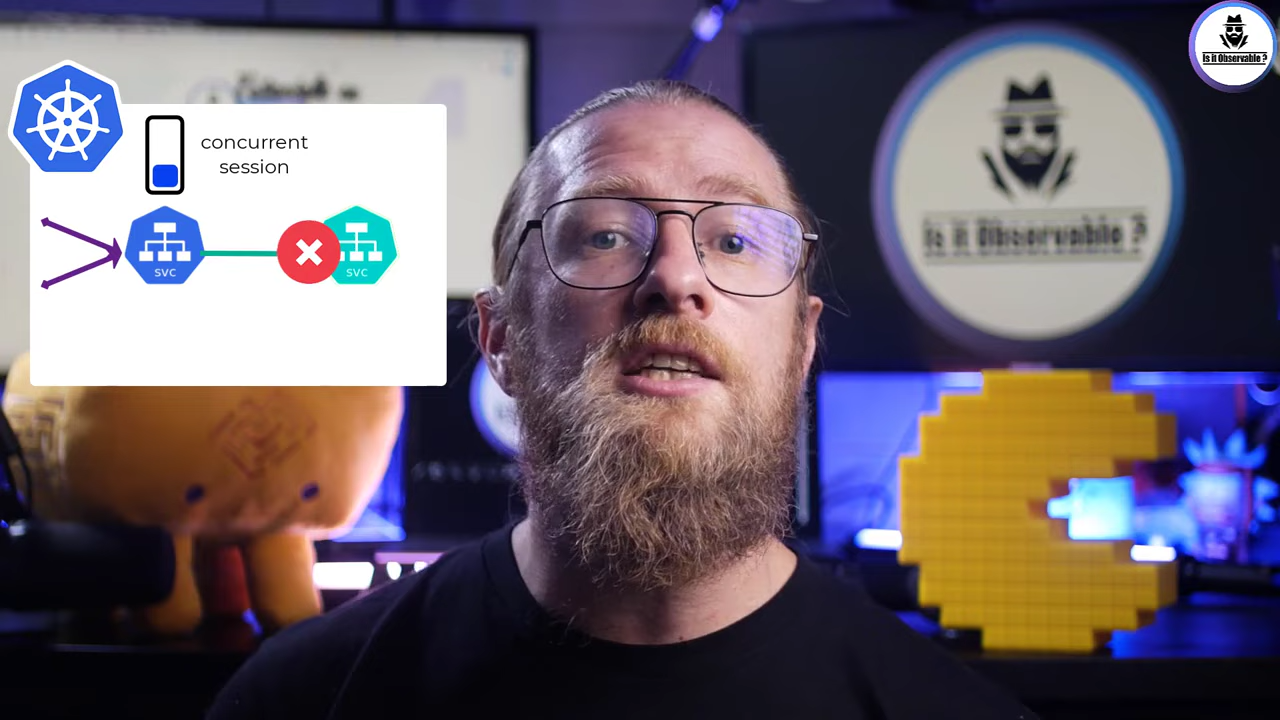 concurrent
session
svc
svc
Is it Observable ?
Is it Observable ?